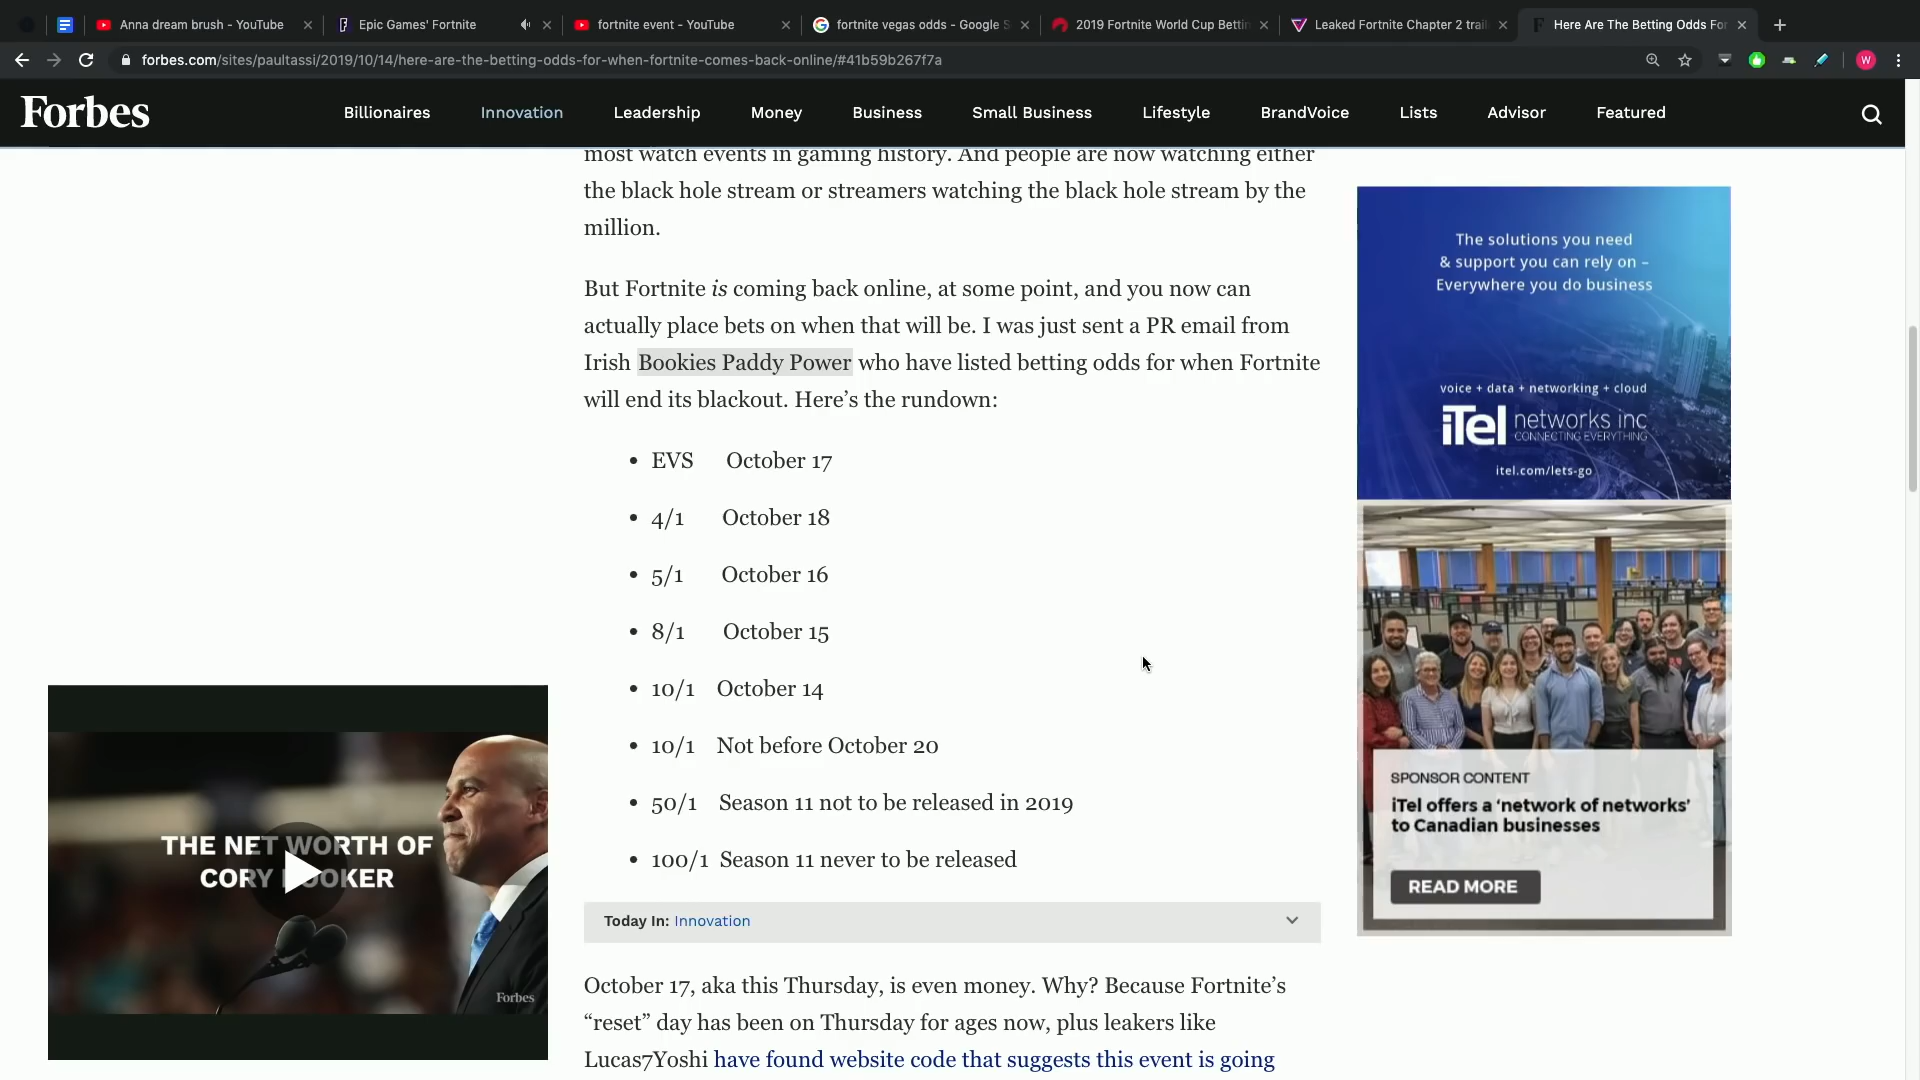 Anna dream brush - YouTube
Epic Games' Fortnite
fortnite event - YouTube
fortnite vegas odds - Google S
2019 Fortnite World Cup Bettin
Leaked Fortnite Chapter 2 trail
Here Are The Betting Odds For
forbes.com/sites/paultassi/2019/10/14/here-are-the-betting-odds-for-when-fortnite-comes-back-online/#41b59b267f7a
W
Forbes
Billionaires
Innovation
Leadership
Money
Business
Small Business
Lifestyle
BrandVoice
Lists
Advisor
Featured
most watch events in gaming history. And people are now watching either
the black hole stream or streamers watching the black hole stream by the
million.
But Fortnite is coming back online, at some point, and you now can
actually place bets on when that will be. I was just sent a PR email from
Irish Bookies Paddy Power who have listed betting odds for when Fortnite
will end its blackout. Here’s the rundown:
• EVS October 17
• 4/1 October 18
• 5/1 October 16
• 8/1 October 15
• 10/1 October 14
• 10/1 Not before October 20
• 50/1 Season 11 not to be released in 2019
• 100/1 Season 11 never to be released
Today In: Innovation
October 17, aka this Thursday, is even money. Why? Because Fortnite’s
“reset” day has been on Thursday for ages now, plus leakers like
Lucas7Yoshi have found website code that suggests this event is going
THE NET WORTH OF
CORY BOOKER
Forbes
The solutions you need
& support you can rely on –
Everywhere you do business
voice + data + networking + cloud
iTel networks inc
CONNECTING EVERYTHING
itel.com/lets-go
SPONSOR CONTENT
iTel offers a ‘network of networks’
to Canadian businesses
READ MORE